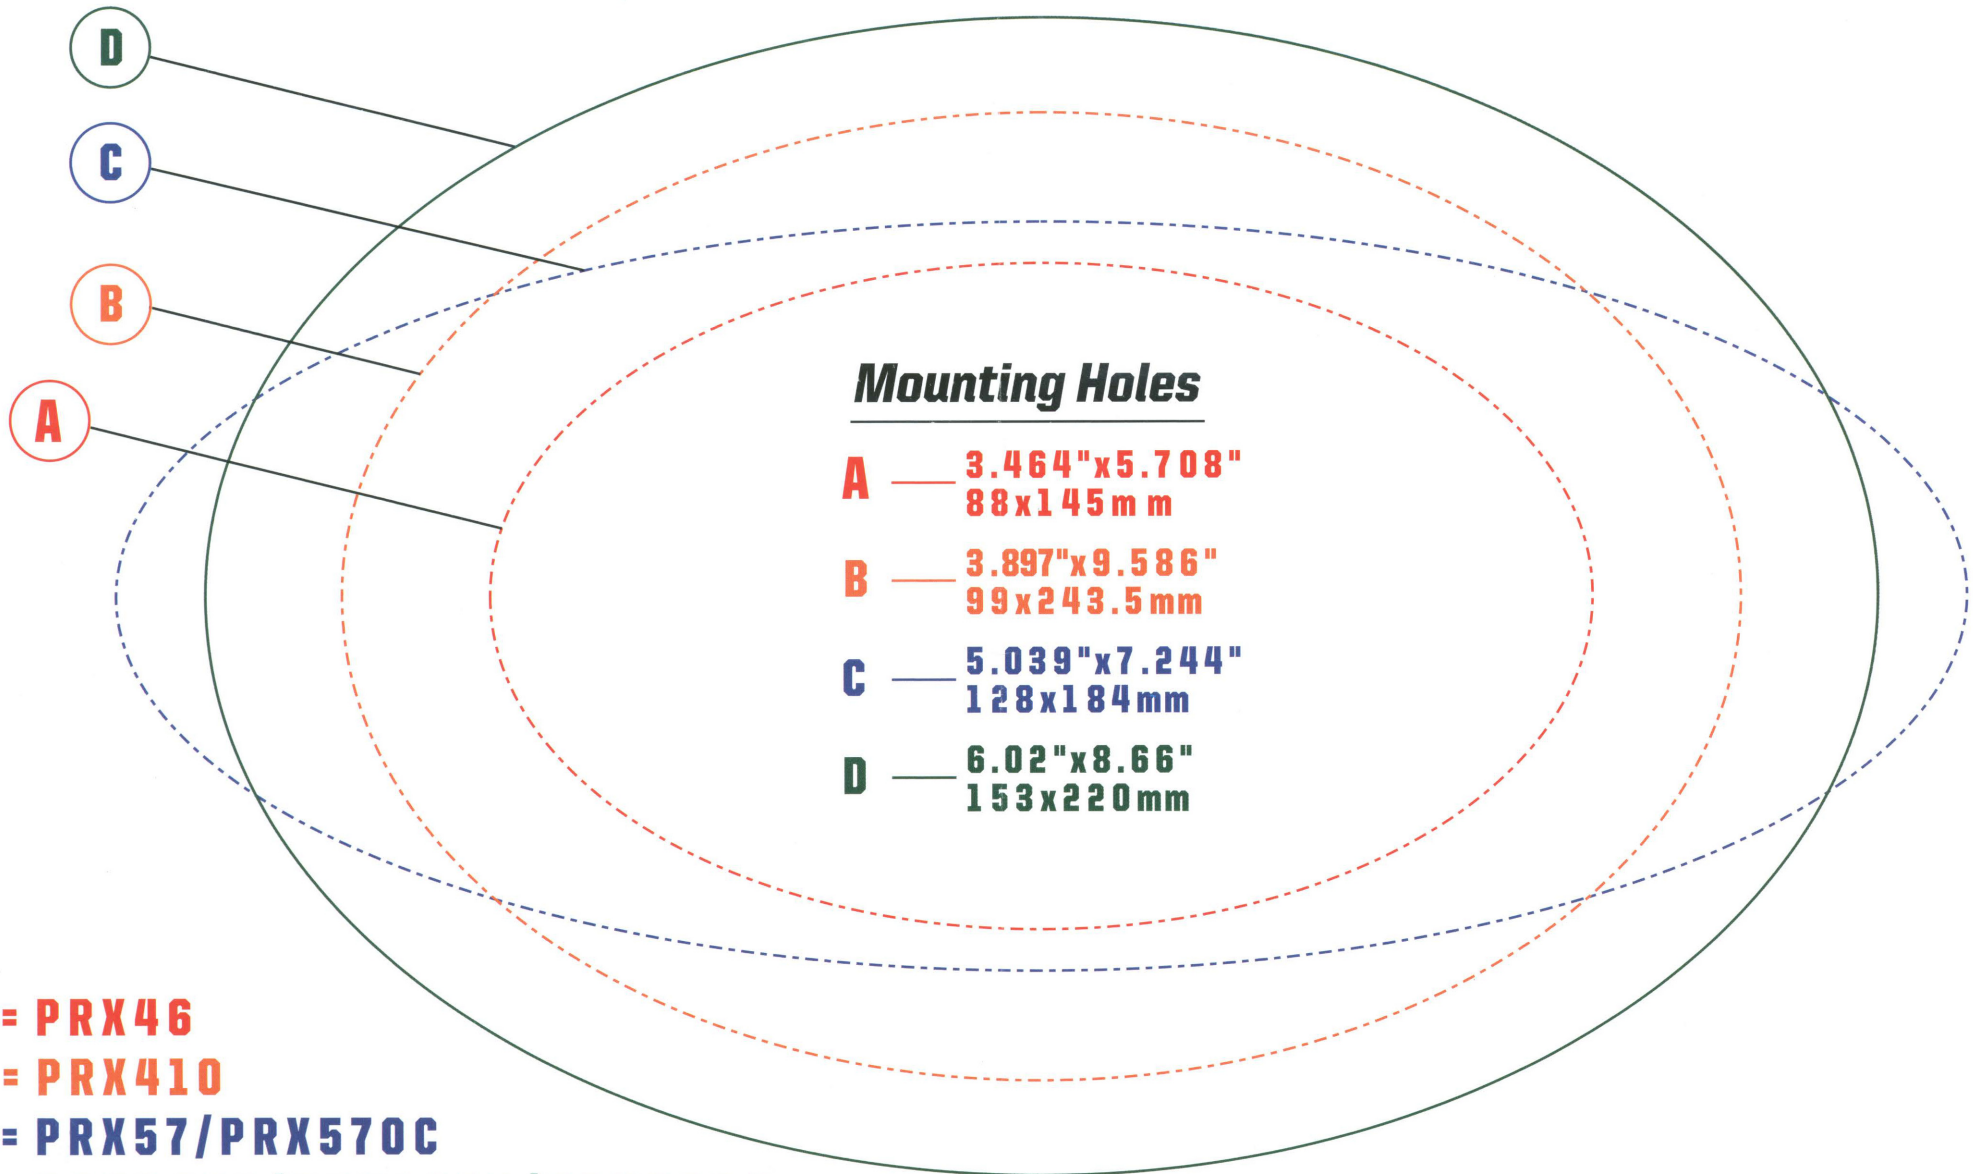 D
C
B
A
Mounting Holes
A 3.464"x5.708"
88x145mm
B 3.897"x9.586"
99x243.5mm
C 5.039"x7.244"
128x184mm
D 6.02"x8.66"
153x220mm
= PRX46
= PRX410
= PRX57/PRX570C